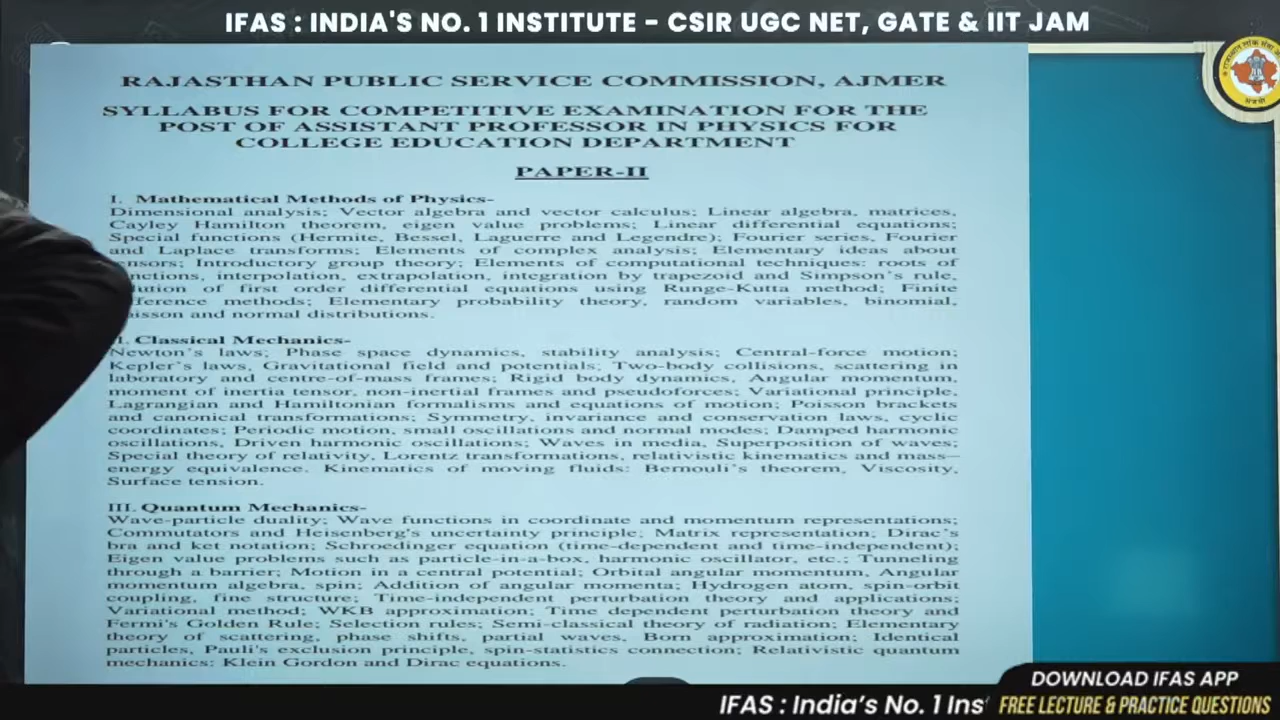 IFAS : INDIA'S NO. 1 INSTITUTE - CSIR UGC NET, GATE & IIT JAM
RAJASTHAN PUBLIC SERVICE COMMISSION, AJMER
SYLLABUS FOR COMPETITIVE EXAMINATION FOR THE
POST OF ASSISTANT PROFESSOR IN PHYSICS FOR
COLLEGE EDUCATION DEPARTMENT
PAPER-II
I. Mathematical Methods of Physics-
Dimensional analysis; Vector algebra and vector calculus; Linear algebra, matrices,
Cayley Hamilton theorem, eigen value problems; Linear differential equations;
Special functions (Hermite, Bessel, Laguerre and Legendre); Fourier series, Fourier
and Laplace transforms; Elements of complex analysis; Elementary ideas about
ensors; Introductory group theory; Elements of computational techniques: roots of
nctions, interpolation, extrapolation, integration by trapezoid and Simpson's rule,
ution of first order differential equations using Runge-Kutta method; Finite
ference methods; Elementary probability theory, random variables, binomial,
isson and normal distributions.
I. Classical Mechanics-
Newton's laws; Phase space dynamics, stability analysis; Central-force motion;
Kepler's laws, Gravitational field and potentials; Two-body collisions, scattering in
laboratory and centre-of-mass frames; Rigid body dynamics, Angular momentum,
moment of inertia tensor, non-inertial frames and pseudoforces; Variational principle,
Lagrangian and Hamiltonian formalisms and equations of motion; Poisson brackets
and canonical transformations; Symmetry, invariance and conservation laws, cyclic
coordinates; Periodic motion, small oscillations and normal modes; Damped harmonic
oscillations, Driven harmonic oscillations; Waves in media, Superposition of waves;
Special theory of relativity, Lorentz transformations, relativistic kinematics and mass–
energy equivalence. Kinematics of moving fluids: Bernouli's theorem, Viscosity,
Surface tension.
III. Quantum Mechanics-
Wave-particle duality; Wave functions in coordinate and momentum representations;
Commutators and Heisenberg's uncertainty principle; Matrix representation; Dirac's
bra and ket notation; Schroedinger equation (time-dependent and time-independent);
Eigen value problems such as particle-in-a-box, harmonic oscillator, etc.; Tunneling
through a barrier; Motion in a central potential; Orbital angular momentum, Angular
momentum algebra, spin; Addition of angular momenta; Hydrogen atom, spin-orbit
coupling, fine structure; Time-independent perturbation theory and applications;
Variational method; WKB approximation; Time dependent perturbation theory and
Fermi's Golden Rule; Selection rules; Semi-classical theory of radiation; Elementary
theory of scattering, phase shifts, partial waves, Born approximation; Identical
particles, Pauli's exclusion principle, spin-statistics connection; Relativistic quantum
mechanics: Klein Gordon and Dirac equations.
DOWNLOAD IFAS APP
IFAS : India's No. 1 Ins
FREE LECTURE & PRACTICE QUESTIONS